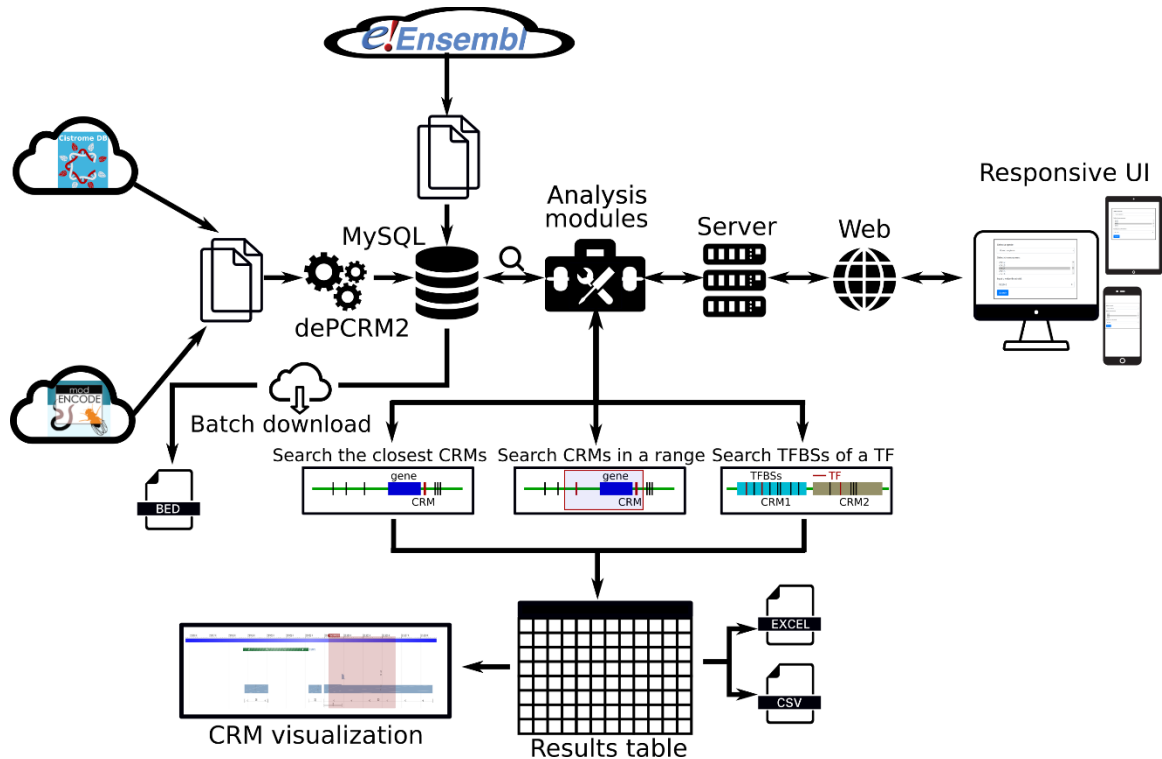 e!Ensembl
Cistrome DB
Analysis
modules
Responsive UI
Server
Web
MySQL
dePCRM2
mod
ENCODE
Batch download
Search the closest CRMs
Search CRMs in a range
Search TFBSs of a TF
gene
CRM
gene
CRM
TFBSs
TF
CRM1
CRM2
BED
EXCEL
CSV
CRM visualization
Results table